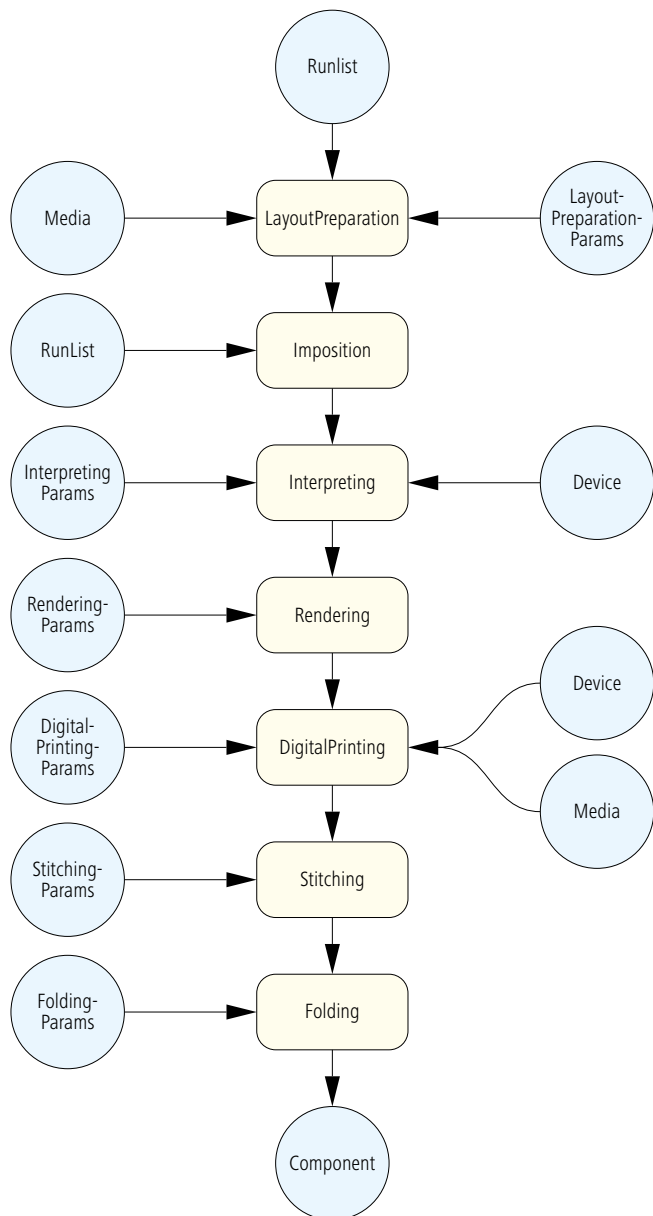 Runlist
Media
LayoutPreparation
Layout-
Preparation-
Params
RunList
Imposition
Interpreting
Params
Interpreting
Device
Rendering-
Params
Rendering
Device
Digital-
Printing-
Params
DigitalPrinting
Media
Stitching-
Params
Stitching
Folding-
Params
Folding
Component